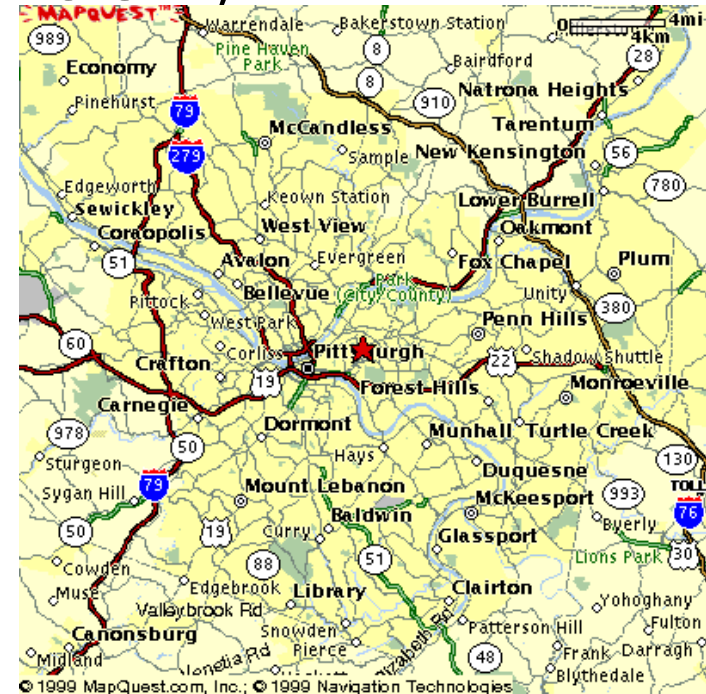 MAPQUEST
Warrendale
Bakerstown Station
0
4mi
4km
989
8
Pine Haven
Park
Bairdford
28
Economy
8
Natrona Heights
Pinehurst
79
910
Tarentum
McCandless
279
Sample
New Kensington
56
Edgeworth
Keown Station
780
Sewickley
Lower Burrell
Coraopolis
West View
Oakmont
51
Avalon
Evergreen
Fox Chapel
Plum
Park
(City/County)
Bellevue
Pittock
Unity
380
West Park
Penn Hills
60
Corliss
Pittsburgh
22
Shadow Shuttle
Crafton
19
Forest Hills
Monroeville
Carnegie
Dormont
978
50
Munhall
Turtle Creek
Sturgeon
Hays
130
Duquesne
Sygan Hill
79
Mount Lebanon
McKeesport
993
TOLL
76
50
19
Curry
Baldwin
Byerly
Glassport
Lions Park
30
Cowden
88
51
Muse
Edgebrook
Library
Clairton
Valleybrook Rd
Yohoghany
Snowden
Patterson Hill
Fulton
Canonsburg
Pierce
Midland
Venetia Rd
Elizabeth Rd
48
Frank
Darragh
Blythedale
© 1999 MapQuest.com, Inc.; © 1999 Navigation Technologies